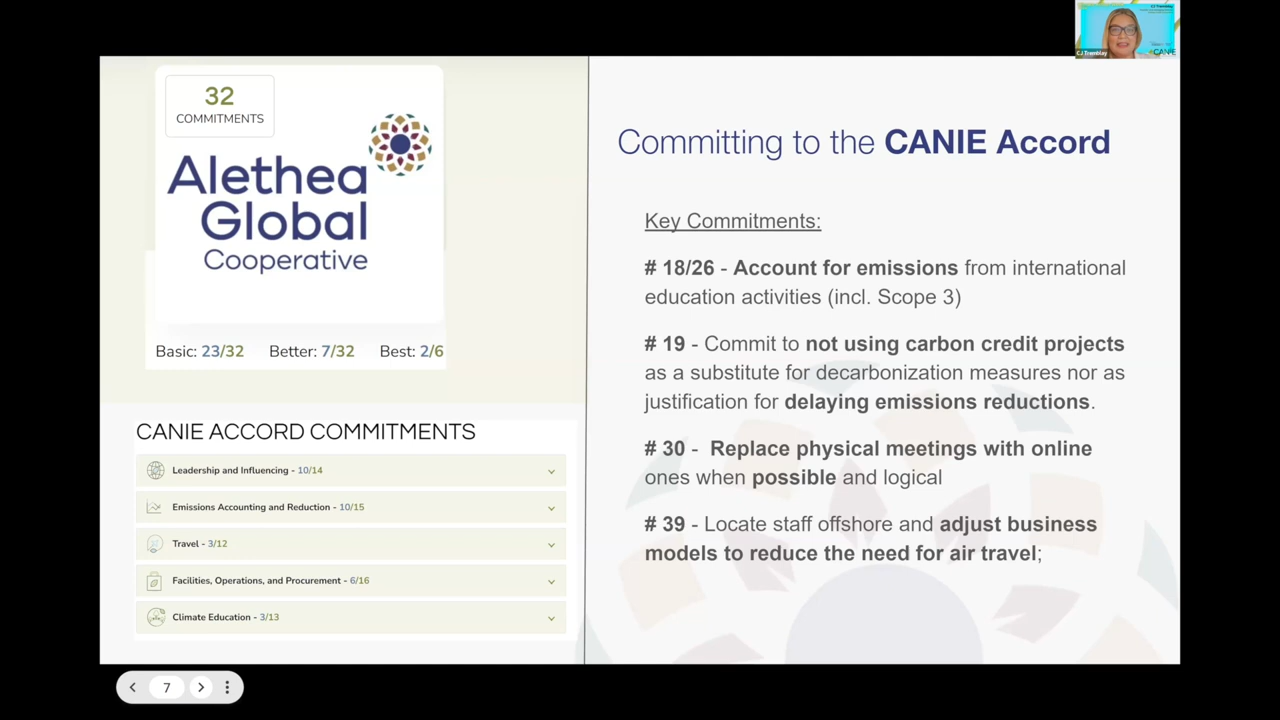 CJ Tremblay
CANIE
CJ Tremblay
32
COMMITMENTS
Alethea
Global
Cooperative
Basic: 23/32 Better: 7/32 Best: 2/6
CANIE ACCORD COMMITMENTS
Leadership and Influencing - 10/14
Emissions Accounting and Reduction - 10/15
Travel - 3/12
Facilities, Operations, and Procurement - 6/16
Climate Education - 3/13
Committing to the CANIE Accord
Key Commitments:
# 18/26 - Account for emissions from international
education activities (incl. Scope 3)
# 19 - Commit to not using carbon credit projects
as a substitute for decarbonization measures nor as
justification for delaying emissions reductions.
# 30 - Replace physical meetings with online
ones when possible and logical
# 39 - Locate staff offshore and adjust business
models to reduce the need for air travel;
7